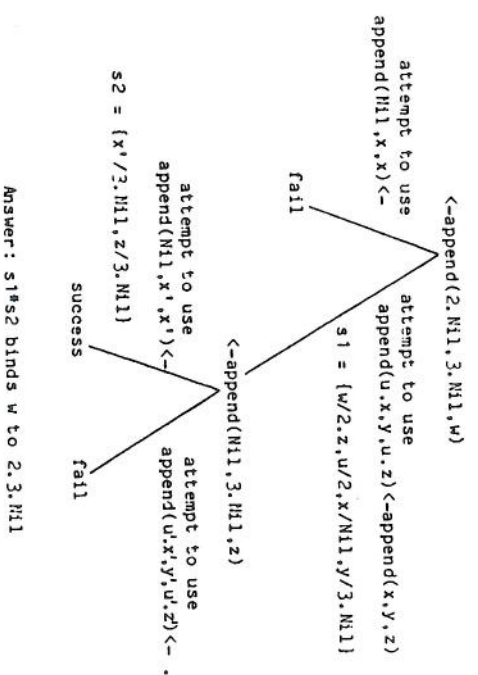 <-append(2.Nil,3.Nil,w)
attempt to use
append(Nil,x,x)<-
attempt to use
append(u.x,y,u.z)<-append(x,y,z)
s1 = {w/2.z,u/2,x/Nil,y/3.Nil}
fail
<-append(Nil,3.Nil,z)
attempt to use
append(Nil,x',x')<-
attempt to use
append(u'.x',y',u'.z')<- .
s2 = {x'/3.Nil,z/3.Nil}
success
fail
Answer: s1*s2 binds w to 2.3.Nil